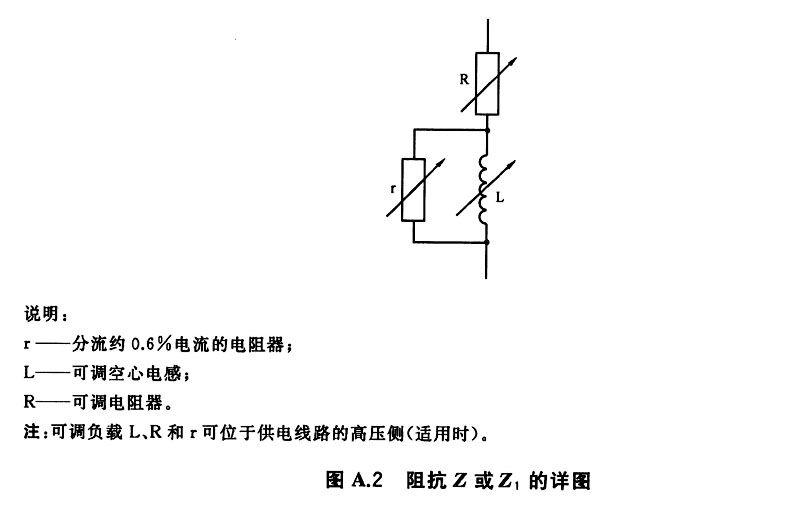 R
r
L
说明：
r——分流约 0.6%电流的电阻器；
L——可调空心电感；
R——可调电阻器。
注：可调负载 L、R 和 r 可位于供电线路的高压侧(适用时)。
图 A.2 阻抗 Z 或 Z₁ 的详图